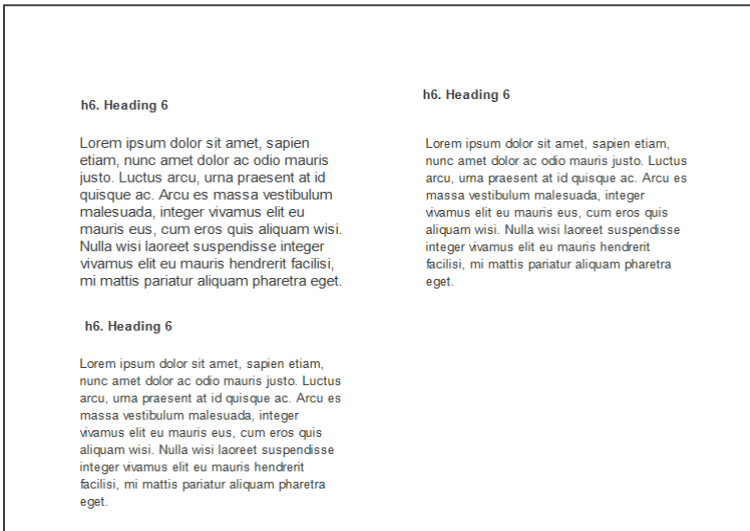 h6. Heading 6
Lorem ipsum dolor sit amet, sapien
etiam, nunc amet dolor ac odio mauris
justo. Luctus arcu, urna praesent at id
quisque ac. Arcu es massa vestibulum
malesuada, integer vivamus elit eu
mauris eus, cum eros quis aliquam wisi.
Nulla wisi laoreet suspendisse integer
vivamus elit eu mauris hendrerit facilisi,
mi mattis pariatur aliquam pharetra eget.
h6. Heading 6
Lorem ipsum dolor sit amet, sapien etiam,
nunc amet dolor ac odio mauris justo. Luctus
arcu, urna praesent at id quisque ac. Arcu es
massa vestibulum malesuada, integer
vivamus elit eu mauris eus, cum eros quis
aliquam wisi. Nulla wisi laoreet suspendisse
integer vivamus elit eu mauris hendrerit
facilisi, mi mattis pariatur aliquam pharetra
eget.
h6. Heading 6
Lorem ipsum dolor sit amet, sapien etiam,
nunc amet dolor ac odio mauris justo. Luctus
arcu, urna praesent at id quisque ac. Arcu es
massa vestibulum malesuada, integer
vivamus elit eu mauris eus, cum eros quis
aliquam wisi. Nulla wisi laoreet suspendisse
integer vivamus elit eu mauris hendrerit
facilisi, mi mattis pariatur aliquam pharetra
eget.